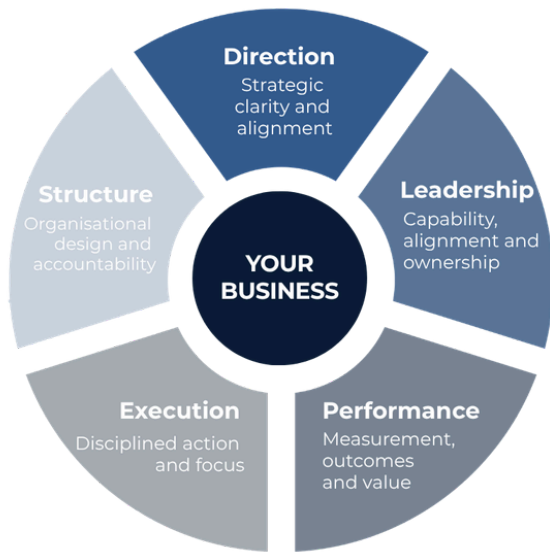 Direction
Strategic
clarity and
alignment
Leadership
Capability,
alignment and
ownership
Performance
Measurement,
outcomes
and value
Execution
Disciplined action
and focus
Structure
Organisational
design and
accountability
YOUR
BUSINESS